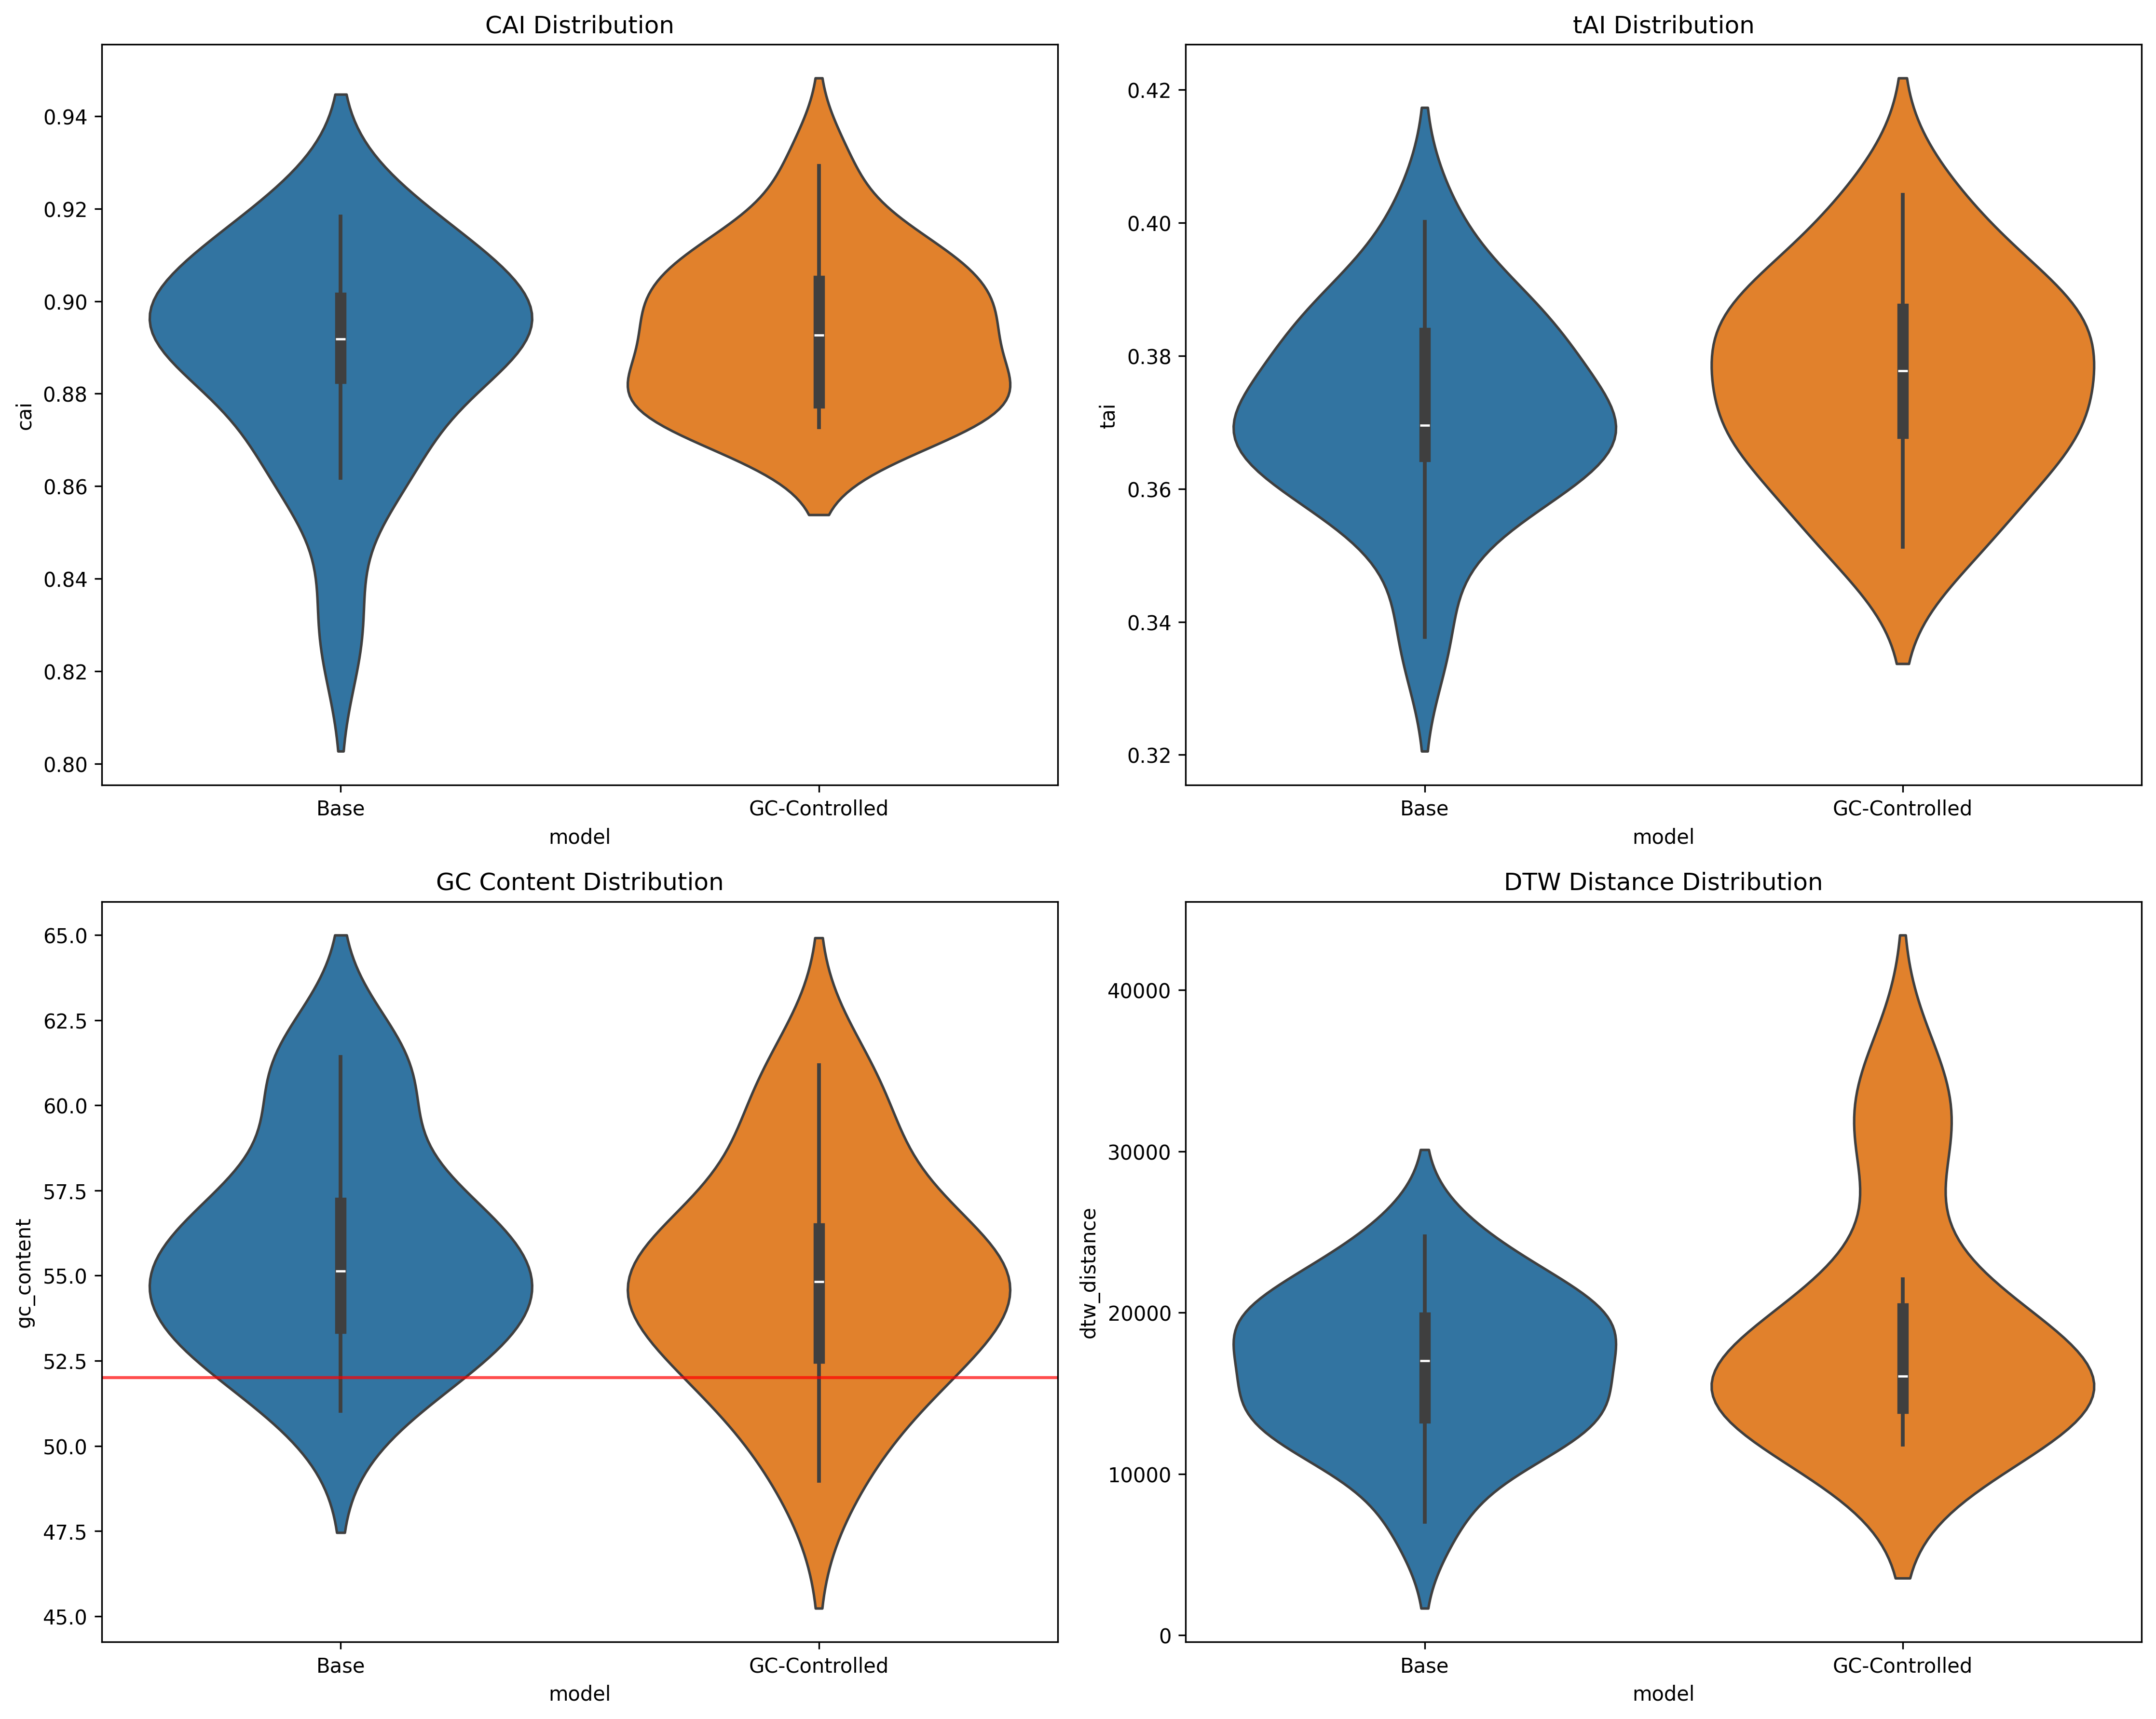 CAI Distribution
0.94
0.92
0.90
0.88
0.86
0.84
0.82
0.80
cai
Base
GC-Controlled
model
tAI Distribution
0.42
0.40
0.38
0.36
0.34
0.32
tai
Base
GC-Controlled
model
GC Content Distribution
65.0
62.5
60.0
57.5
55.0
52.5
50.0
47.5
45.0
gc_content
Base
GC-Controlled
model
DTW Distance Distribution
40000
30000
20000
10000
0
dtw_distance
Base
GC-Controlled
model